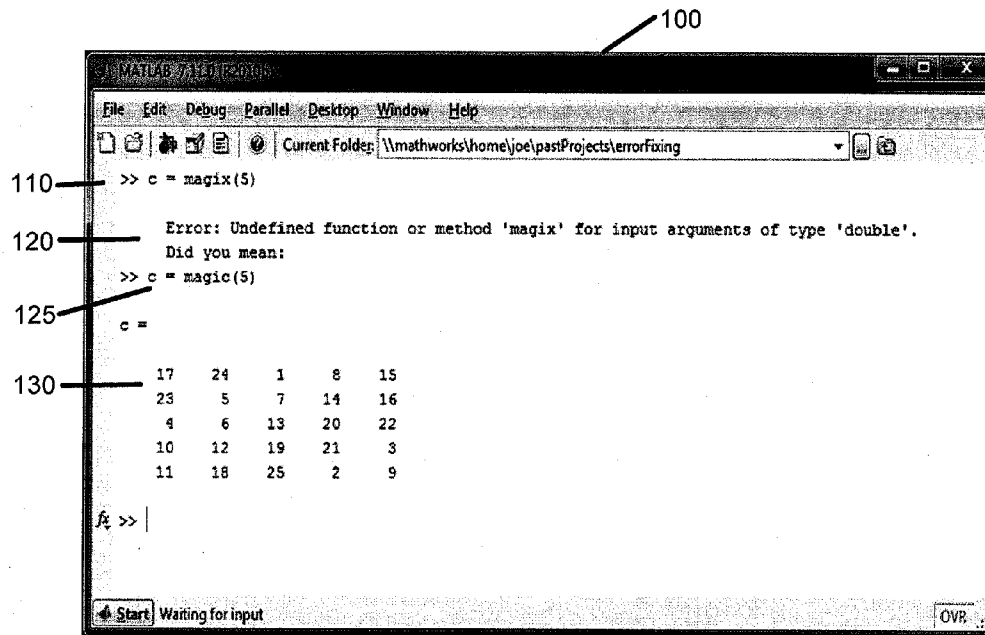 100
MATLAB
File Edit Debug Parallel Desktop Window Help
Current Folder: \\mathworks\home\joe\pastProjects\errorFixing
110
>> c = magix(5)
120
Error: Undefined function or method 'magix' for input arguments of type 'double'.
Did you mean:
125
>> c = magic(5)
c =
130
17 24 1 8 15
23 5 7 14 16
4 6 13 20 22
10 12 19 21 3
11 18 25 2 9
fx >>
Start Waiting for input
OVR